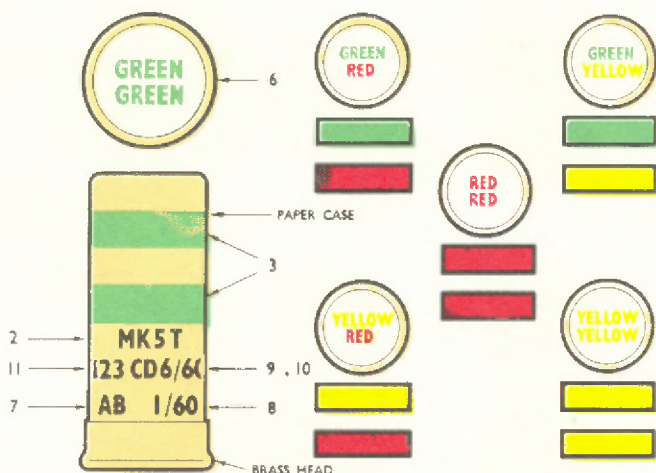 GREEN
GREEN
6
GREEN
RED
GREEN
YELLOW
RED
RED
PAPER CASE
3
2
MK5T
11
123 CD6/60
9 . 10
7
AB 1/60
8
BRASS HEAD
YELLOW
RED
YELLOW
YELLOW